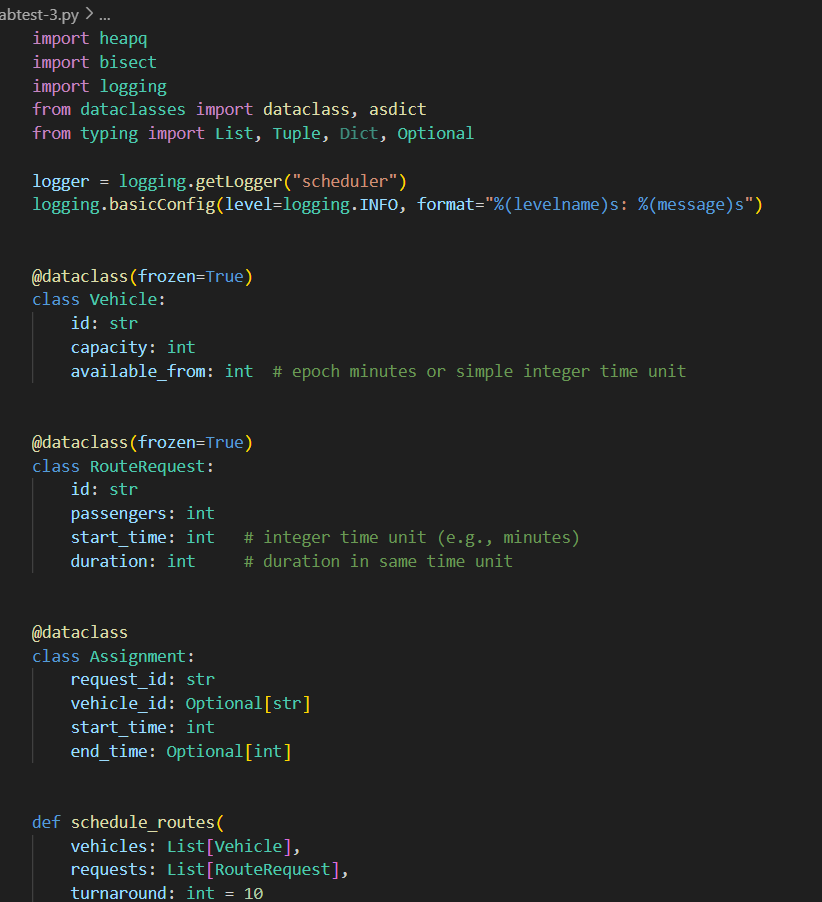 abtest-3.py > ...
import heapq
import bisect
import logging
from dataclasses import dataclass, asdict
from typing import List, Tuple, Dict, Optional

logger = logging.getLogger("scheduler")
logging.basicConfig(level=logging.INFO, format="%(levelname)s: %(message)s")


@dataclass(frozen=True)
class Vehicle:
    id: str
    capacity: int
    available_from: int  # epoch minutes or simple integer time unit


@dataclass(frozen=True)
class RouteRequest:
    id: str
    passengers: int
    start_time: int   # integer time unit (e.g., minutes)
    duration: int     # duration in same time unit


@dataclass
class Assignment:
    request_id: str
    vehicle_id: Optional[str]
    start_time: int
    end_time: Optional[int]


def schedule_routes(
    vehicles: List[Vehicle],
    requests: List[RouteRequest],
    turnaround: int = 10